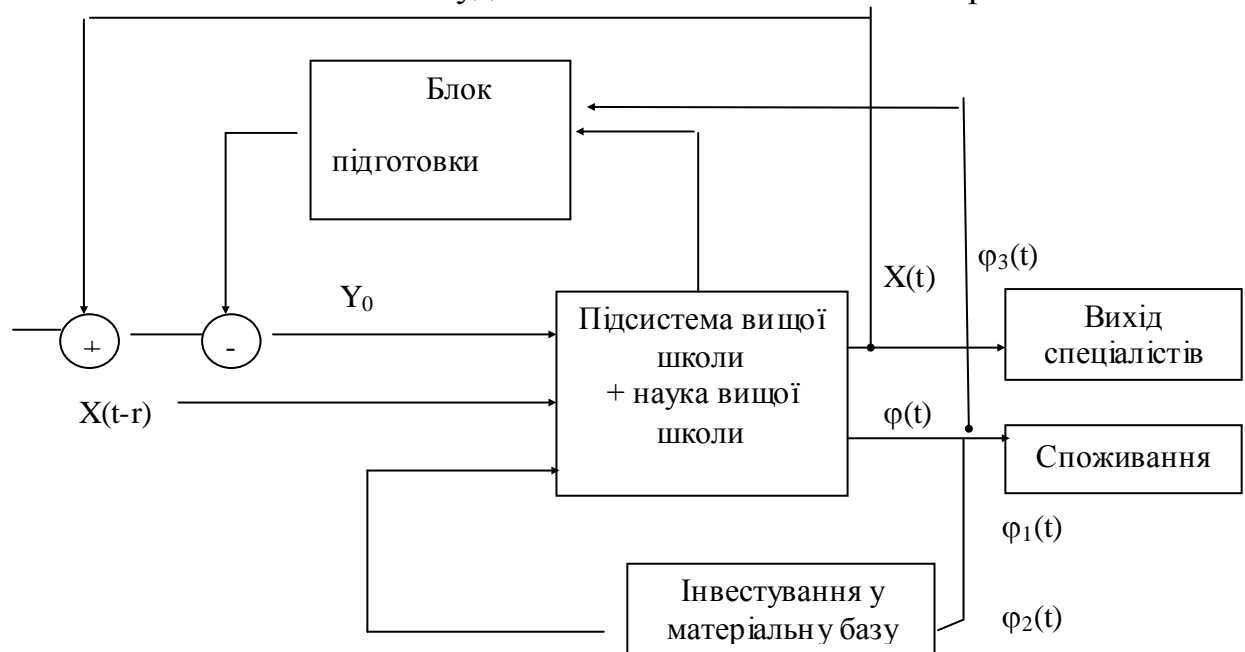 Блок
підготовки
φ₃(t)
X(t)
Y₀
Підсистема вищої
школи
+ наука вищої
школи
Вихід
спеціалістів
+
-
X(t-r)
φ(t)
Споживання
φ₁(t)
Інвестування у
матеріальну базу
φ₂(t)